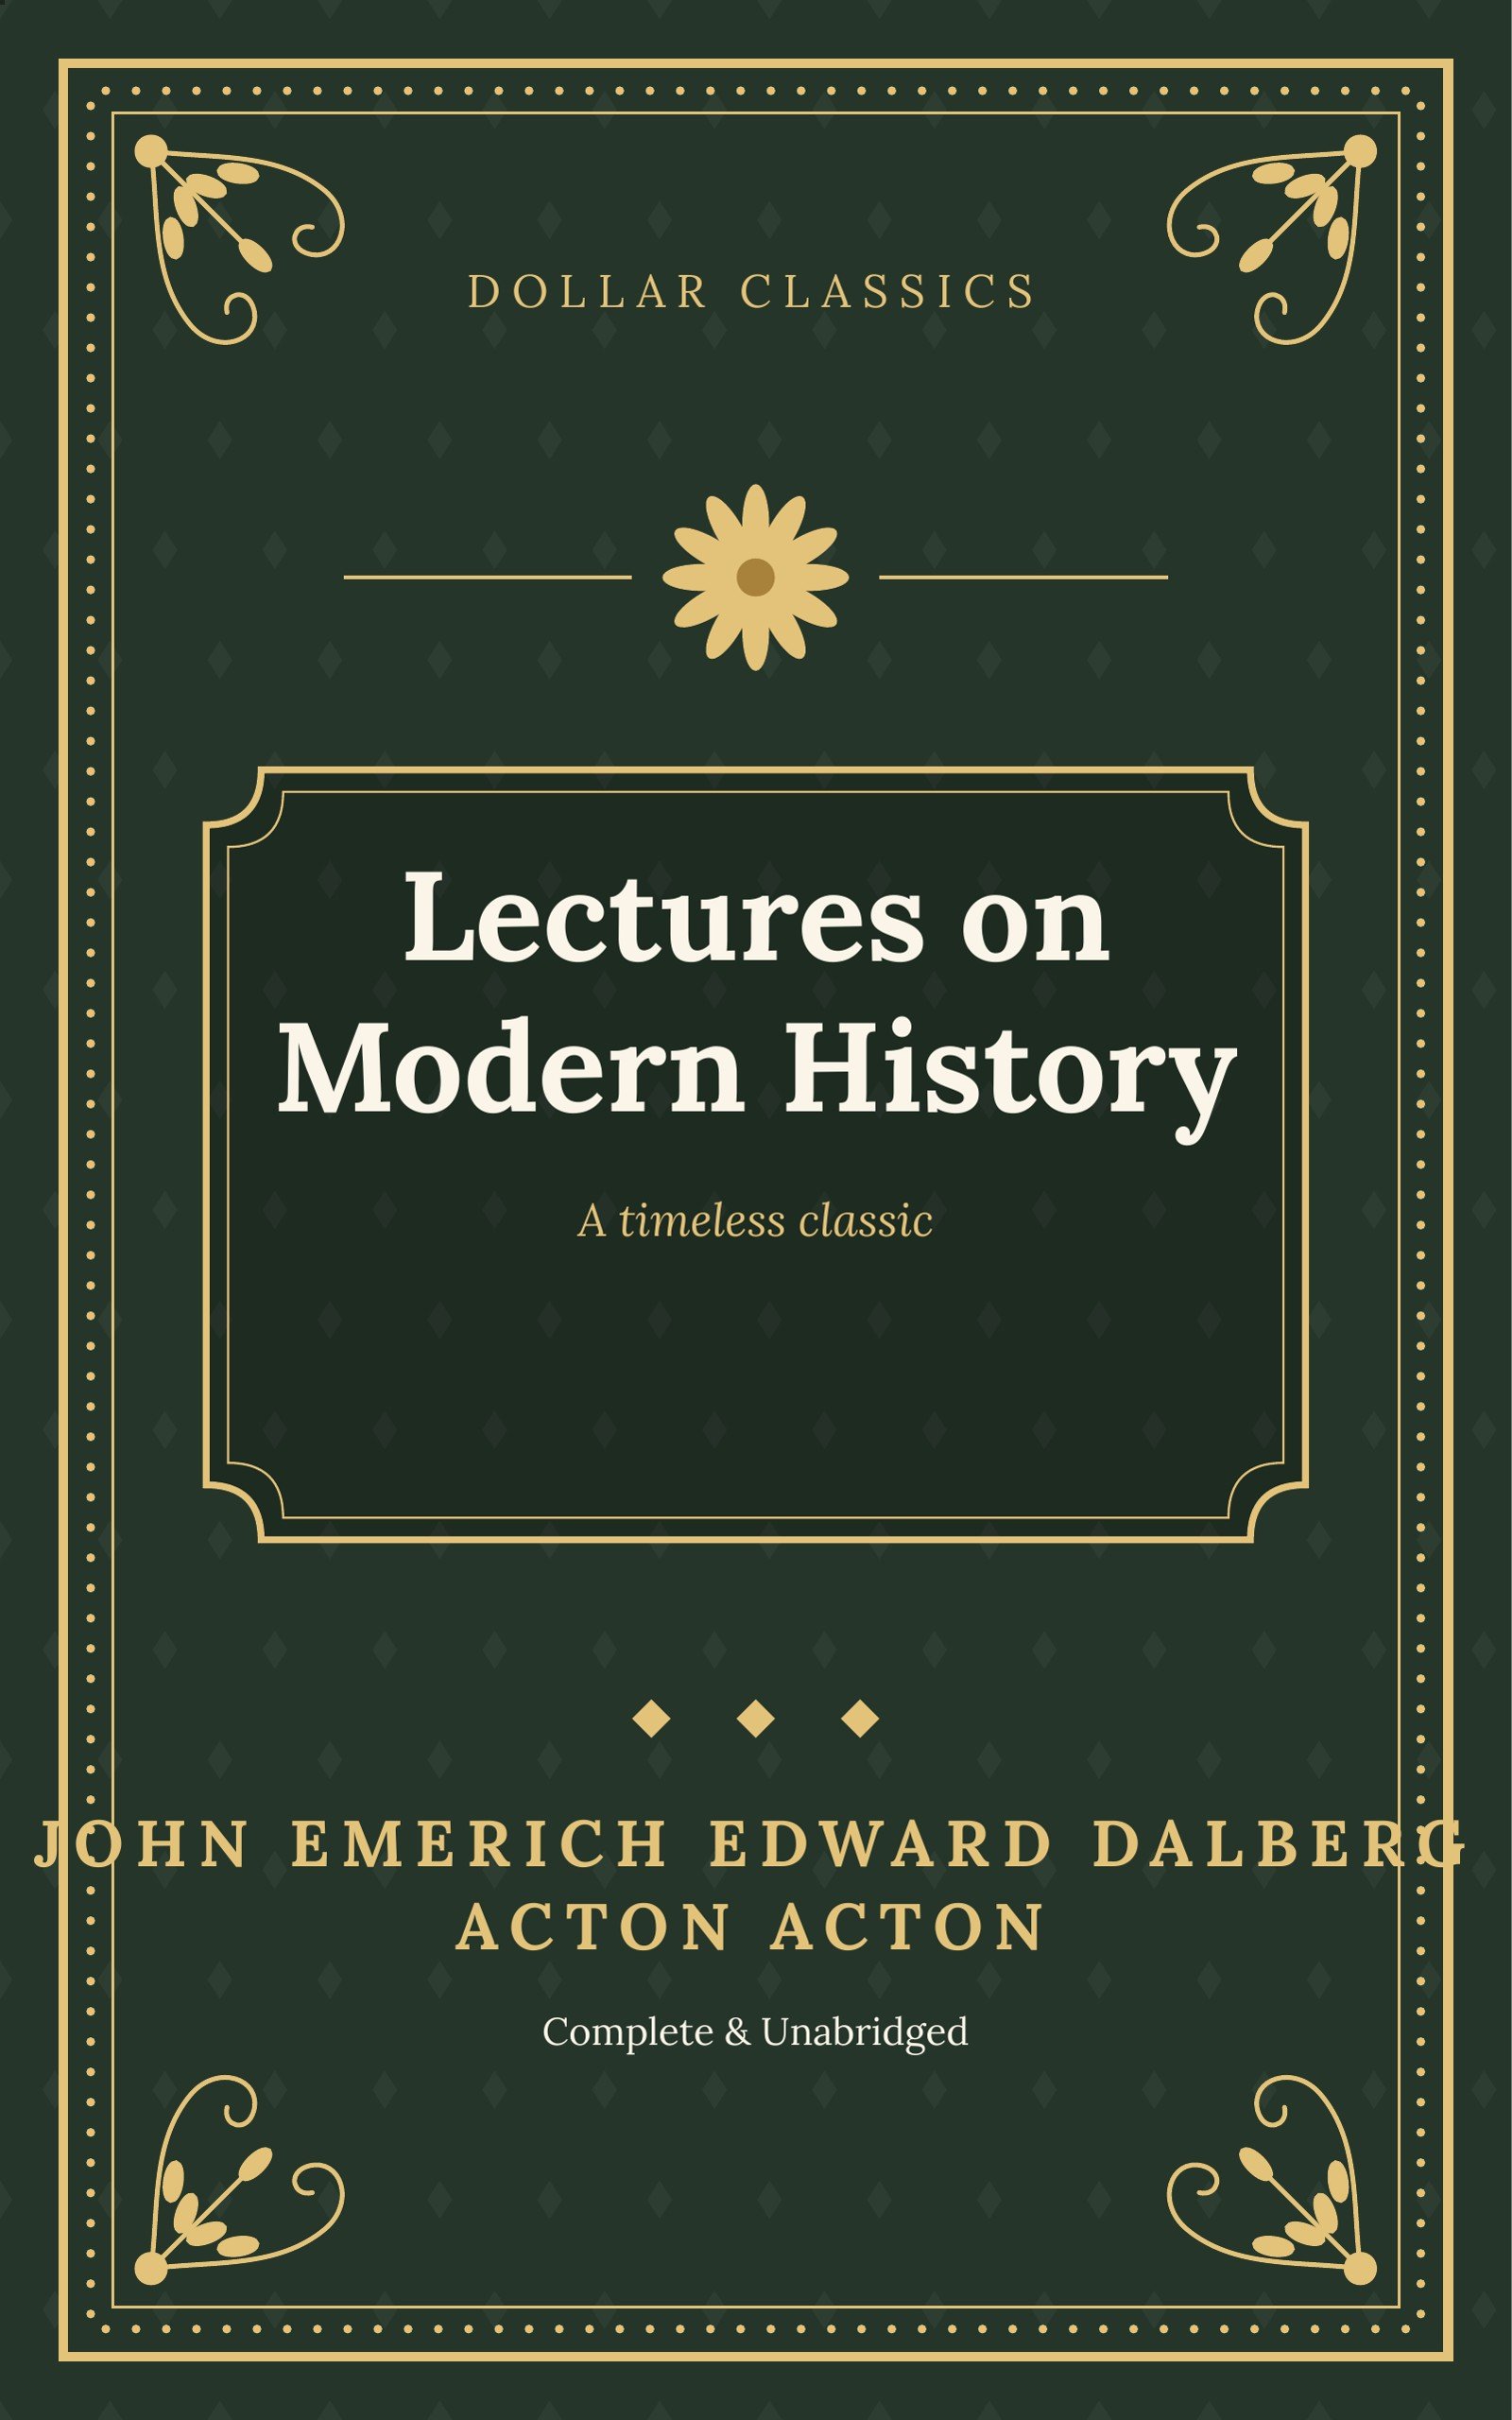 DOLLAR CLASSICS
Lectures on
Modern History
A timeless classic
JOHN EMERICH EDWARD DALBERG
ACTON ACTON
Complete & Unabridged